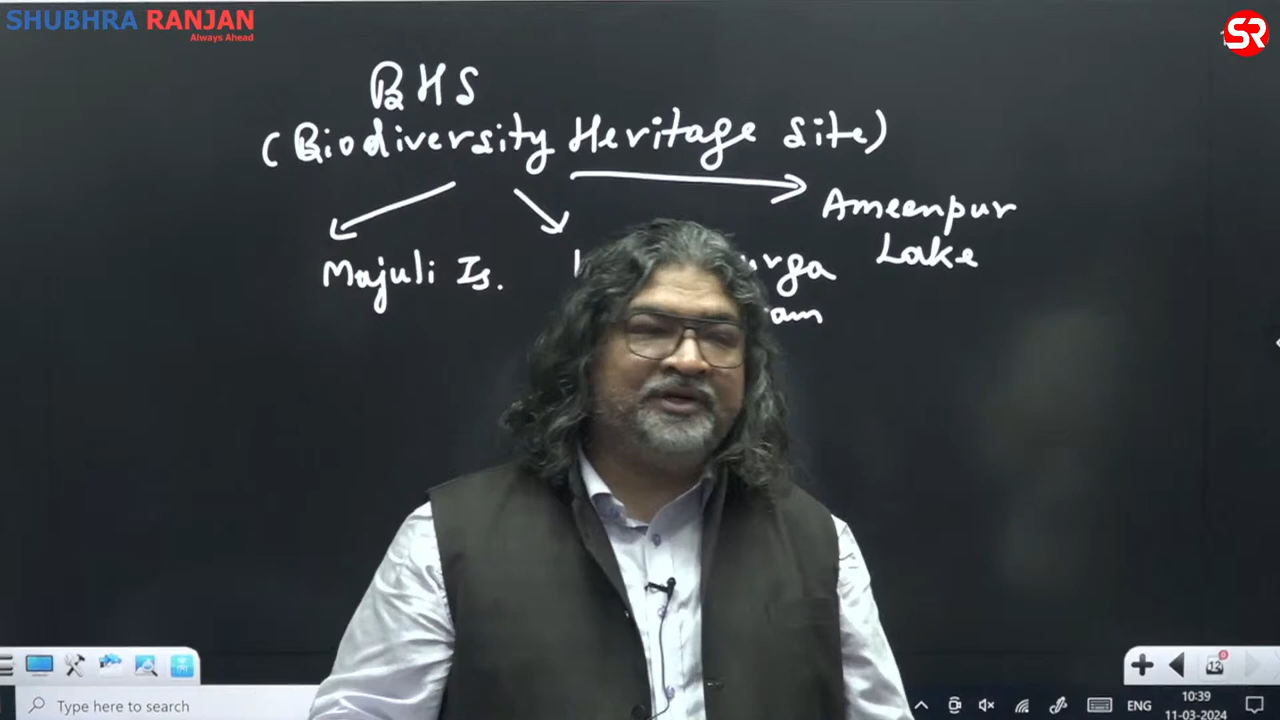 SHUBHRA RANJAN
Always Ahead
SR
BHS
(Biodiversity Heritage Site)
Ameenpur
Lake
Majuli Is.
Type here to search
ENG
10:39
11-03-2024